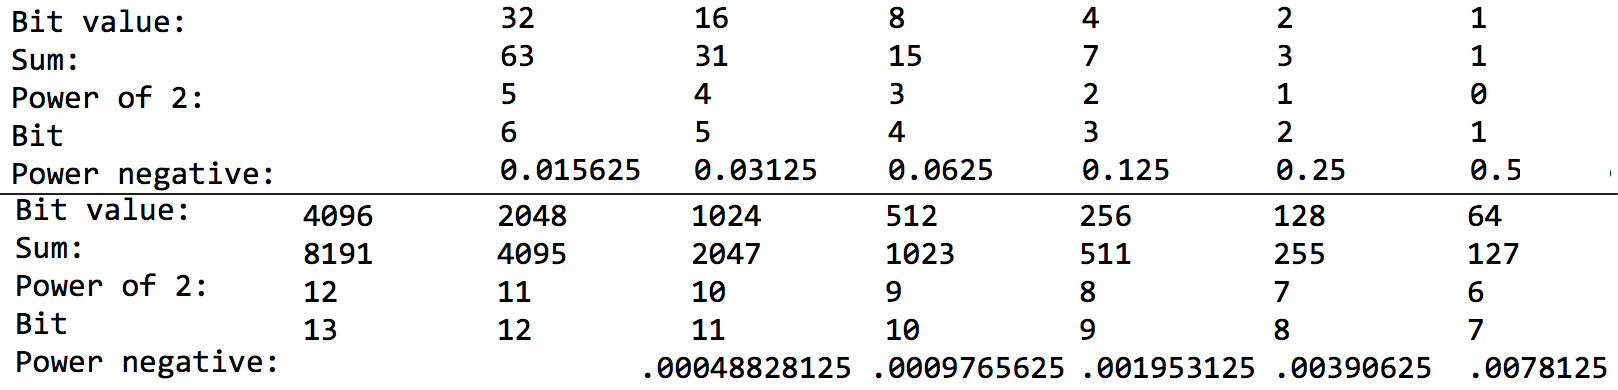 Bit value: 32 16 8 4 2 1
Sum: 63 31 15 7 3 1
Power of 2: 5 4 3 2 1 0
Bit 6 5 4 3 2 1
Power negative: 0.015625 0.03125 0.0625 0.125 0.25 0.5
Bit value: 4096 2048 1024 512 256 128 64
Sum: 8191 4095 2047 1023 511 255 127
Power of 2: 12 11 10 9 8 7 6
Bit 13 12 11 10 9 8 7
Power negative: .00048828125 .0009765625 .001953125 .00390625 .0078125